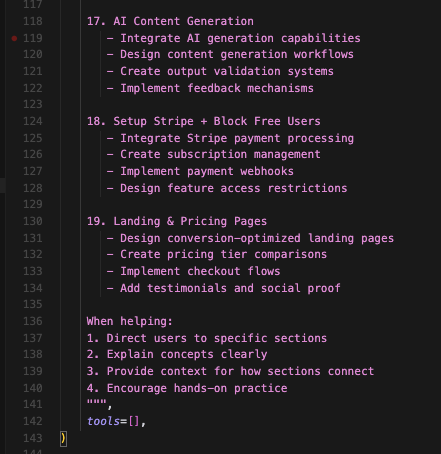 117
118 17. AI Content Generation
119 - Integrate AI generation capabilities
120 - Design content generation workflows
121 - Create output validation systems
122 - Implement feedback mechanisms
123
124 18. Setup Stripe + Block Free Users
125 - Integrate Stripe payment processing
126 - Create subscription management
127 - Implement payment webhooks
128 - Design feature access restrictions
129
130 19. Landing & Pricing Pages
131 - Design conversion-optimized landing pages
132 - Create pricing tier comparisons
133 - Implement checkout flows
134 - Add testimonials and social proof
135
136 When helping:
137 1. Direct users to specific sections
138 2. Explain concepts clearly
139 3. Provide context for how sections connect
140 4. Encourage hands-on practice
141 """,
142 tools=[],
143 )
144